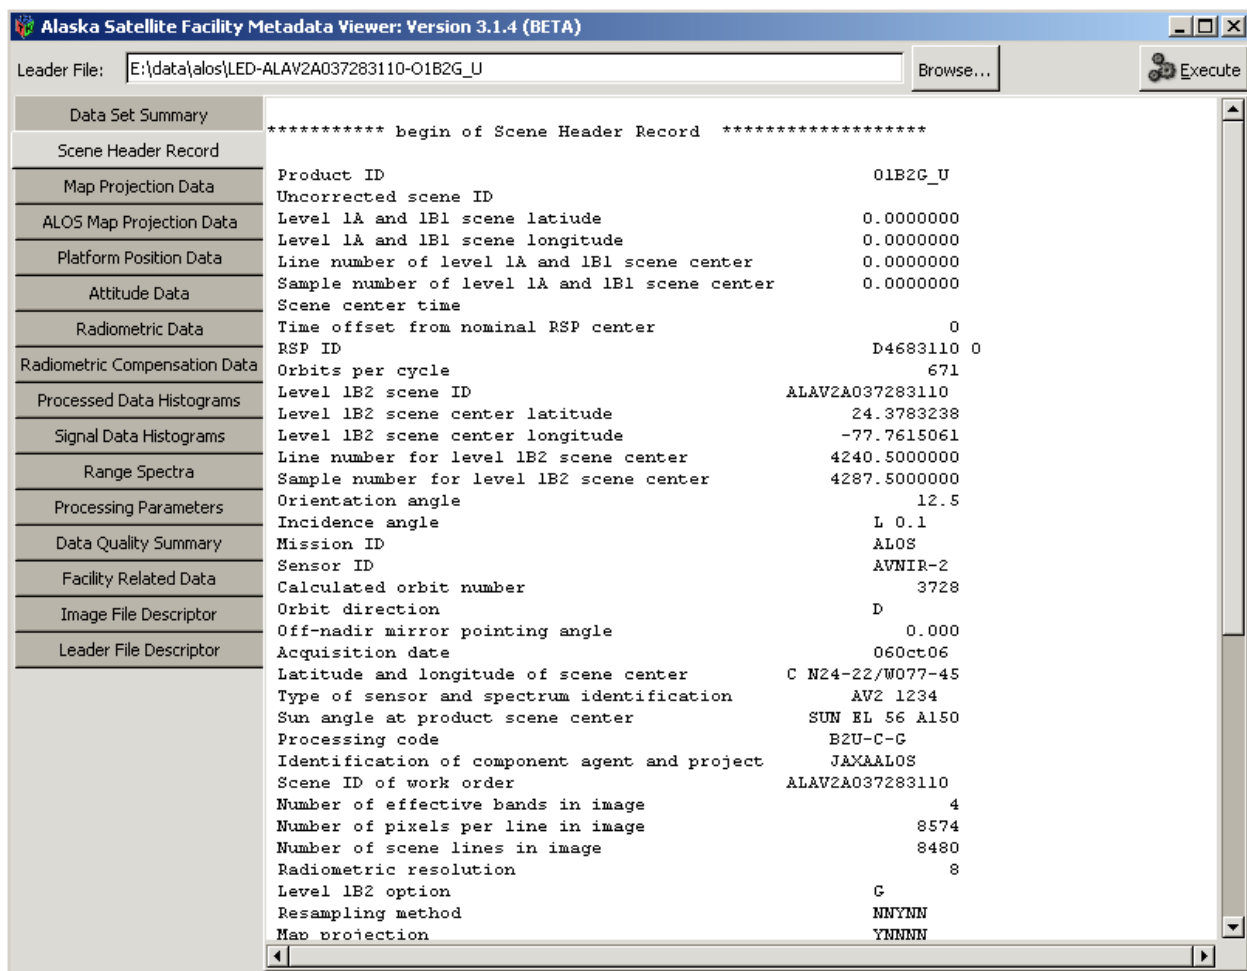 Alaska Satellite Facility Metadata Viewer: Version 3.1.4 (BETA)
Leader File: E:\data\alos\LED-ALAV2A037283110-O1B2G_U Browse... Execute
Data Set Summary
Scene Header Record
Map Projection Data
ALOS Map Projection Data
Platform Position Data
Attitude Data
Radiometric Data
Radiometric Compensation Data
Processed Data Histograms
Signal Data Histograms
Range Spectra
Processing Parameters
Data Quality Summary
Facility Related Data
Image File Descriptor
Leader File Descriptor
*********** begin of Scene Header Record *******************
Product ID O1B2G_U
Uncorrected scene ID
Level 1A and 1B1 scene latiude 0.0000000
Level 1A and 1B1 scene longitude 0.0000000
Line number of level 1A and 1B1 scene center 0.0000000
Sample number of level 1A and 1B1 scene center 0.0000000
Scene center time
Time offset from nominal RSP center 0
RSP ID D4683110 0
Orbits per cycle 671
Level 1B2 scene ID ALAV2A037283110
Level 1B2 scene center latitude 24.3783238
Level 1B2 scene center longitude -77.7615061
Line number for level 1B2 scene center 4240.5000000
Sample number for level 1B2 scene center 4287.5000000
Orientation angle 12.5
Incidence angle L 0.1
Mission ID ALOS
Sensor ID AVNIR-2
Calculated orbit number 3728
Orbit direction D
Off-nadir mirror pointing angle 0.000
Acquisition date 06Oct06
Latitude and longitude of scene center C N24-22/W077-45
Type of sensor and spectrum identification AV2 1234
Sun angle at product scene center SUN EL 56 A150
Processing code B2U-C-G
Identification of component agent and project JAXAALOS
Scene ID of work order ALAV2A037283110
Number of effective bands in image 4
Number of pixels per line in image 8574
Number of scene lines in image 8480
Radiometric resolution 8
Level 1B2 option G
Resampling method NNYNN
Map projection YNNNN